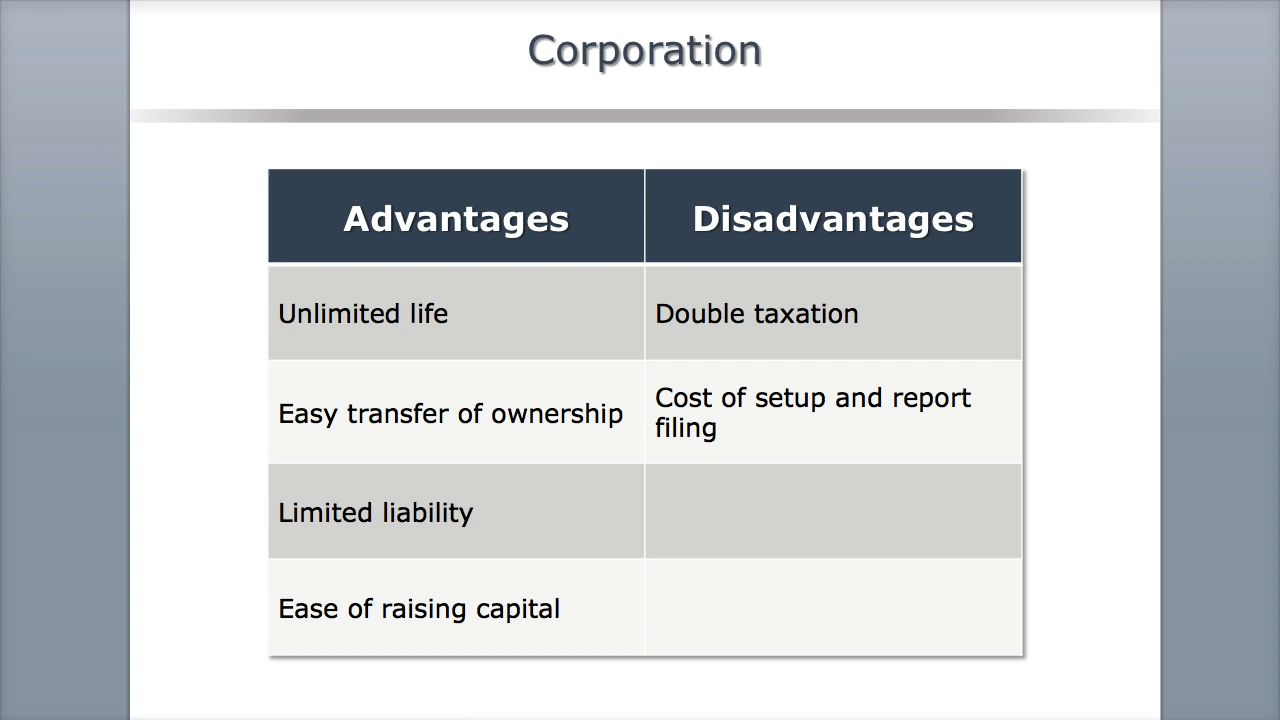 Corporation
Advantages
Disadvantages
Unlimited life
Double taxation
Easy transfer of ownership
Cost of setup and report
filing
Limited liability
Ease of raising capital